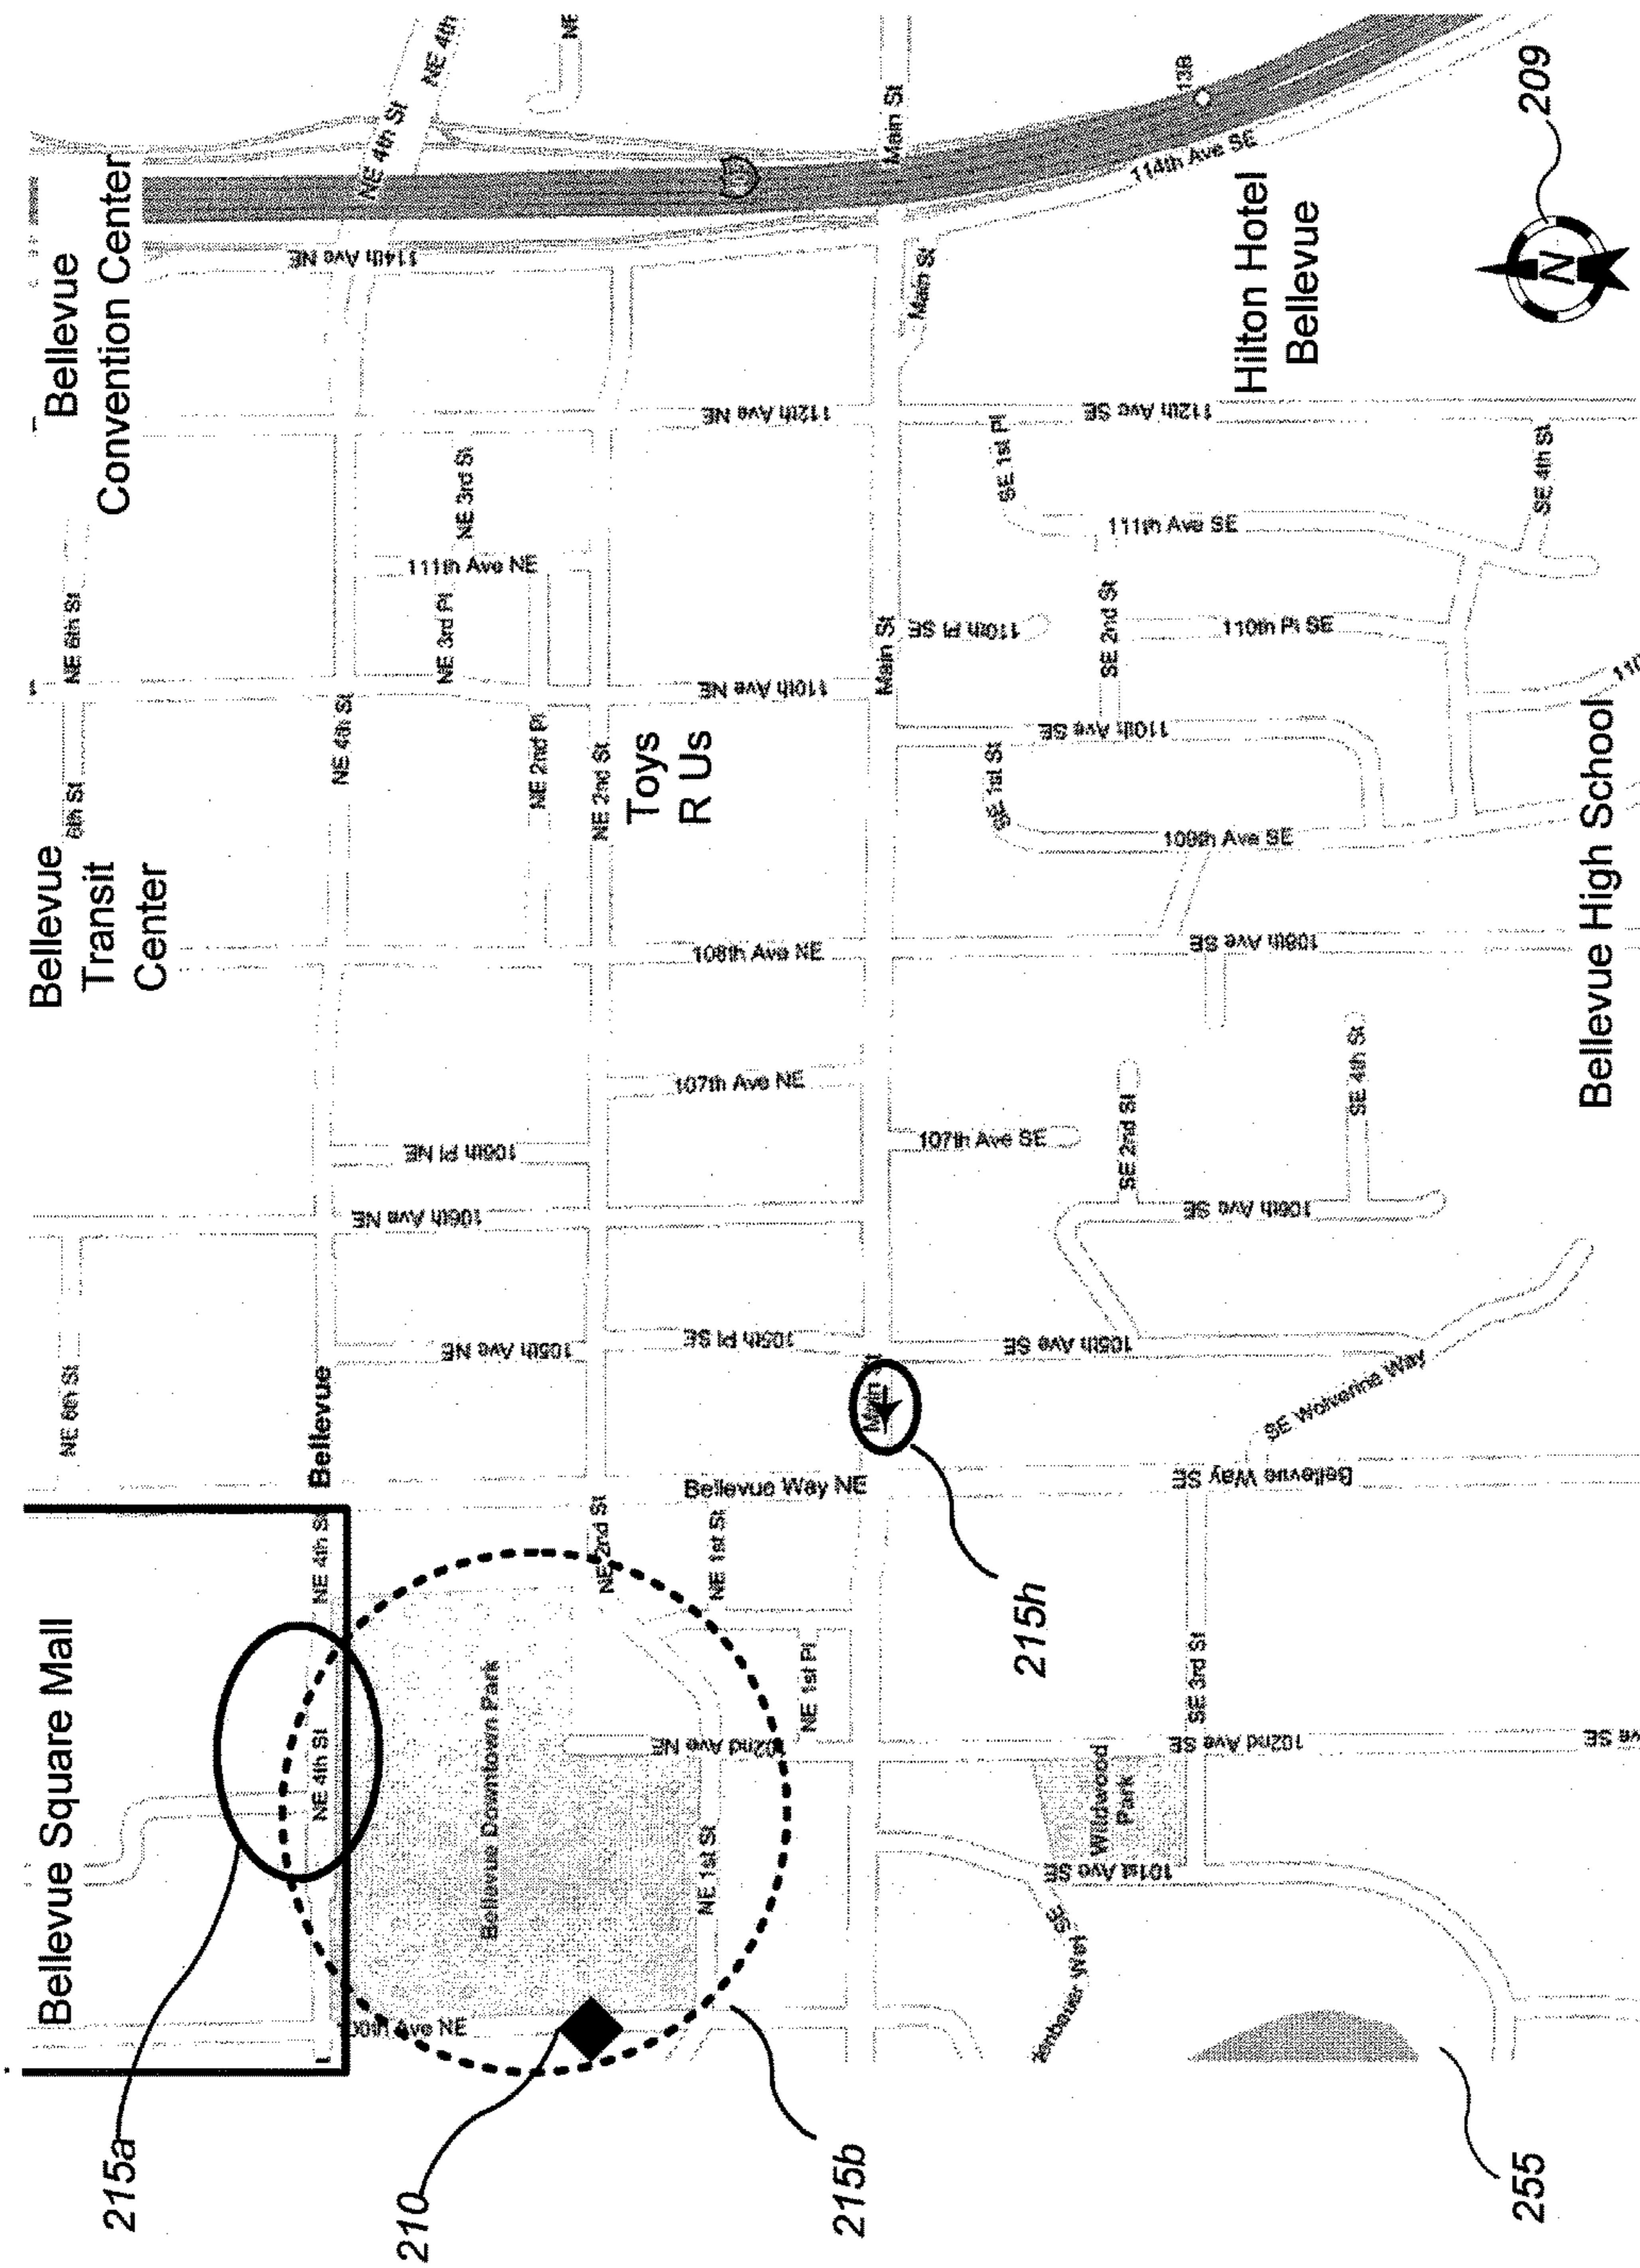 Bellevue Square Mall
Bellevue
Transit
Center
Bellevue
Convention Center
NE 6th St
6th St
NE 6th St
NE 4th St
NE 4th St
Bellevue
NE 4th St
NE 4th St
NE 4th
NE
114th Ave NE
100th Ave NE
Bellevue Downtown Park
105th Ave NE
106th Ave NE
106th Pl NE
NE 3rd Pl
NE 3rd St
111th Ave NE
NE 2nd Pl
NE 2nd St
NE 2nd St
Toys
R Us
NE 1st St
NE 1st St
NE 1st Pl
102nd Ave NE
Bellevue Way NE
105th Pl SE
107th Ave NE
108th Ave NE
110th Ave NE
112th Ave NE
Main St
Main St
Main St
Main St
114th Ave SE
13B
Wildwood
Park
101st Ave SE
102nd Ave SE
SE 3rd St
Bellevue Way SE
SE Wolverine Way
105th Ave SE
106th Ave SE
107th Ave SE
SE 2nd St
SE 4th St
108th Ave SE
109th Ave SE
SE 1st St
110th Ave SE
110th Pl SE
SE 2nd St
110th Pl SE
SE 1st Pl
111th Ave SE
112th Ave SE
SE 4th St
Hilton Hotel
Bellevue
Bellevue High School
N
209
210
215a
215b
215h
255